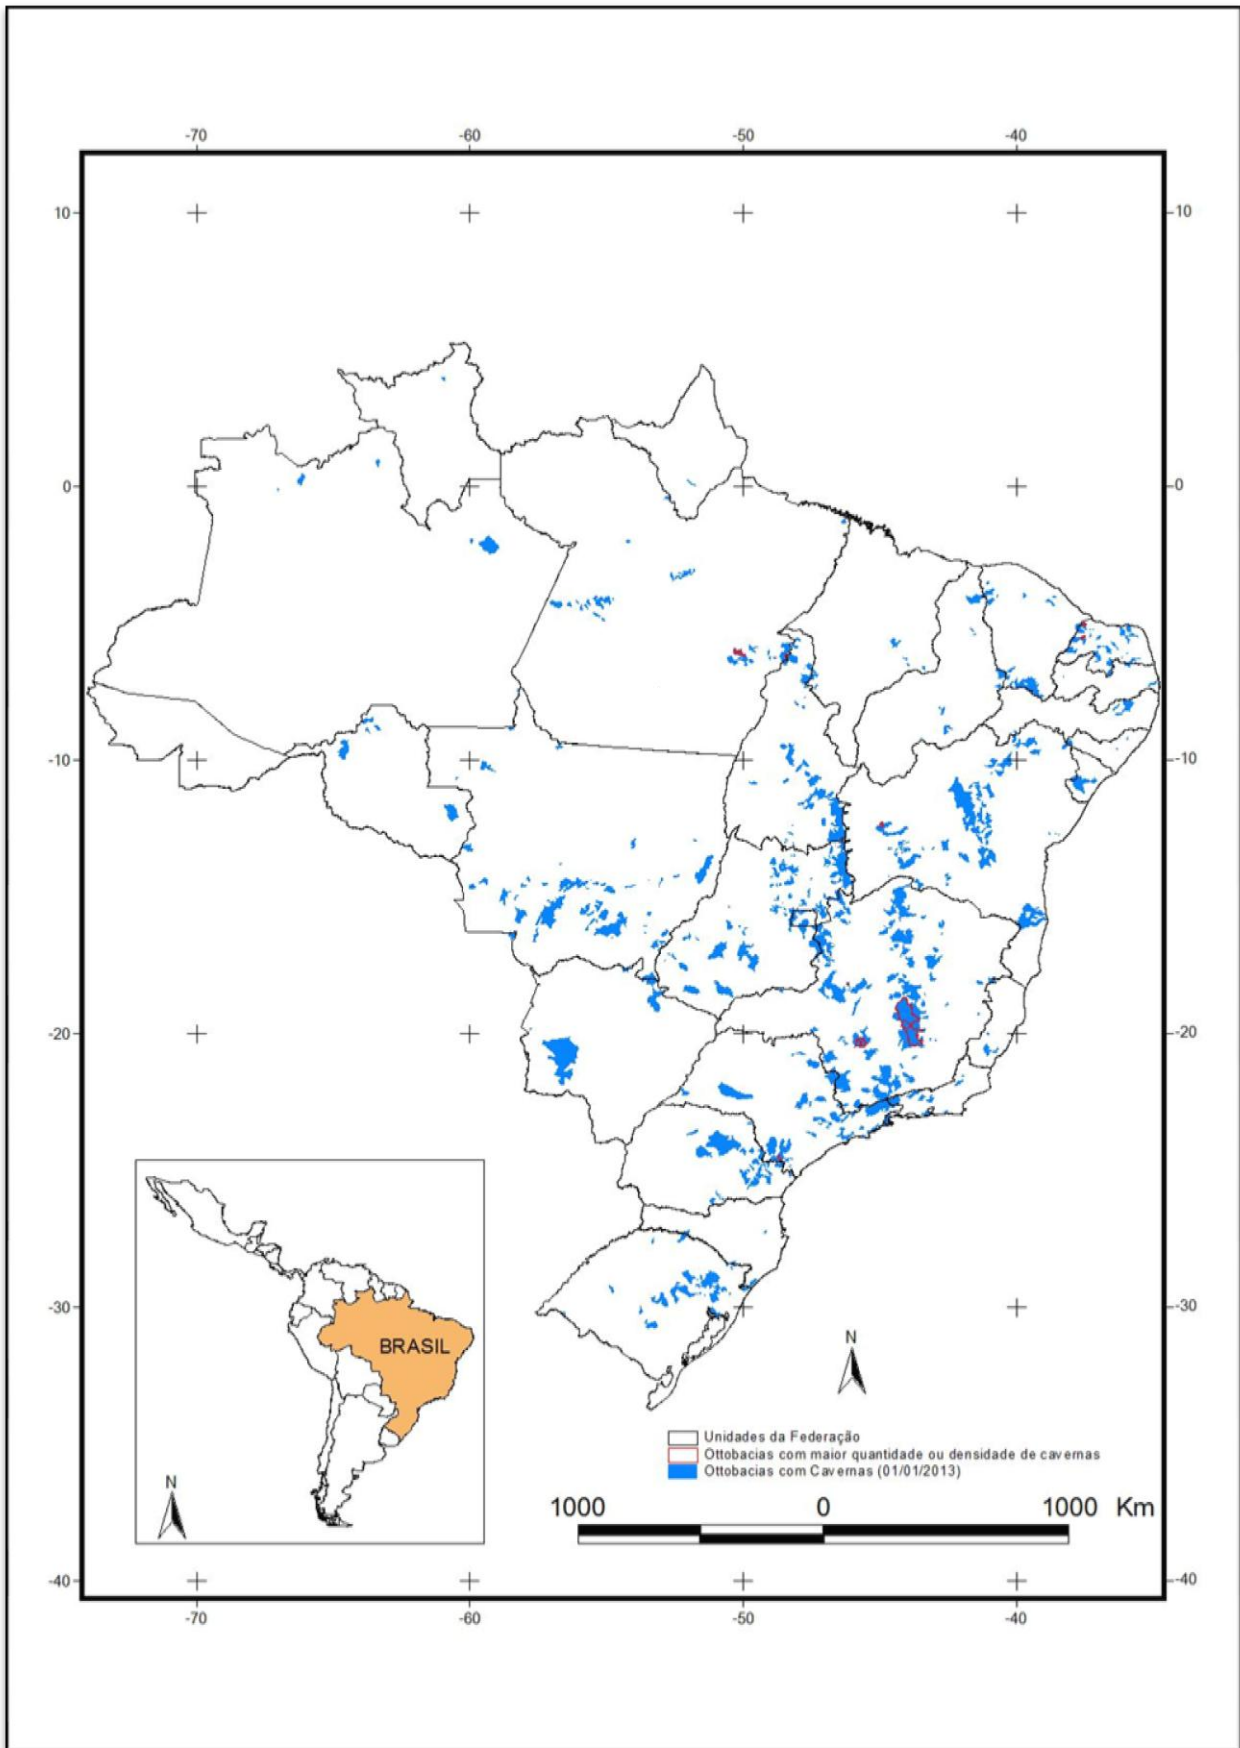 -70 -60 -50 -40
10 10
0 0
-10 -10
-20 -20
-30 -30
-40 -40
BRASIL
N
N
Unidades da Federação
Ottobacias com maior quantidade ou densidade de cavernas
Ottobacias com Cavernas (01/01/2013)
1000 0 1000 Km
-70 -60 -50 -40